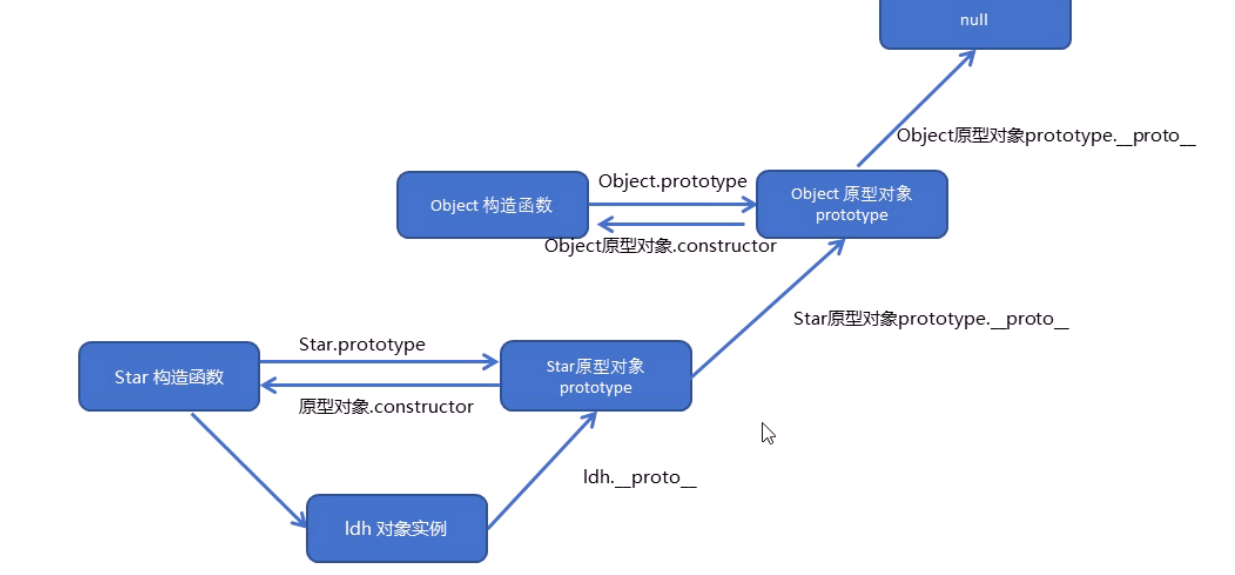 null
Object原型对象prototype.__proto__
Object.prototype
Object 构造函数
Object 原型对象
prototype
Object原型对象.constructor
Star原型对象prototype.__proto__
Star.prototype
Star 构造函数
Star原型对象
prototype
原型对象.constructor
ldh.__proto__
ldh 对象实例